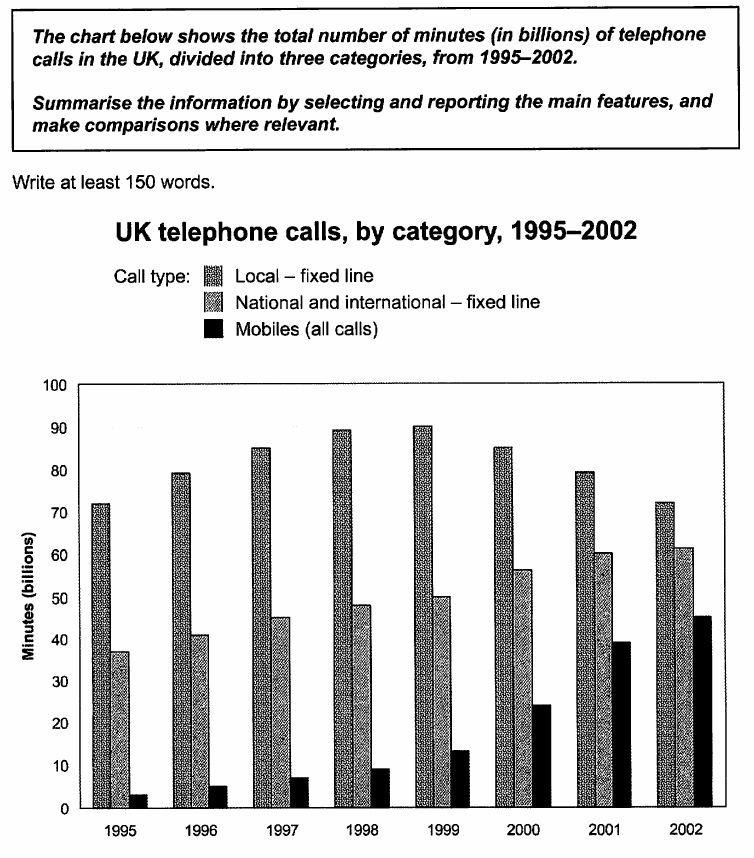 The chart below shows the total number of minutes (in billions) of telephone
calls in the UK, divided into three categories, from 1995–2002.
Summarise the information by selecting and reporting the main features, and
make comparisons where relevant.
Write at least 150 words.
UK telephone calls, by category, 1995–2002
Call type:
Local – fixed line
National and international – fixed line
Mobiles (all calls)
Minutes (billions)
100
90
80
70
60
50
40
30
20
10
0
1995 1996 1997 1998 1999 2000 2001 2002